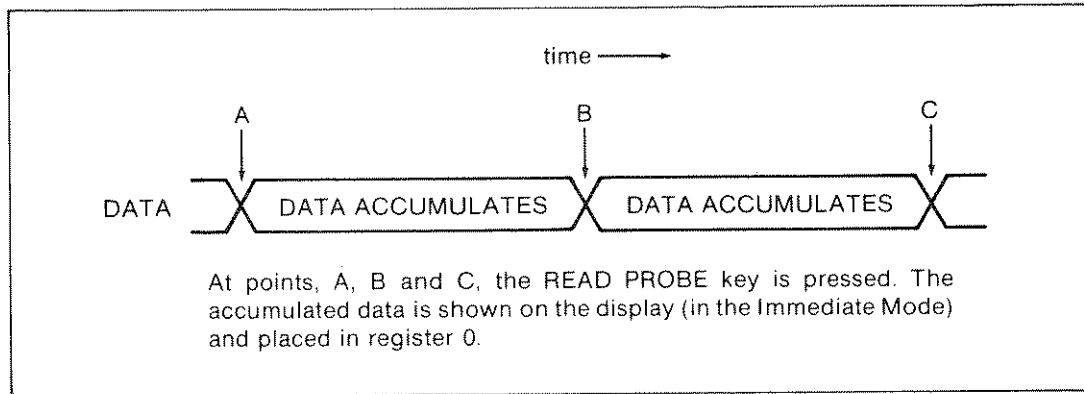 time
A B C
DATA DATA ACCUMULATES DATA ACCUMULATES
At points, A, B and C, the READ PROBE key is pressed. The
accumulated data is shown on the display (in the Immediate Mode)
and placed in register 0.